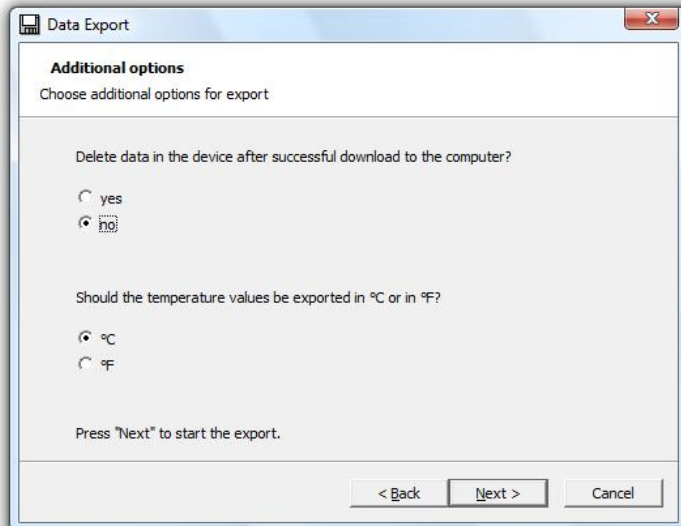 Data Export
Additional options
Choose additional options for export
Delete data in the device after successful download to the computer?
yes
no
Should the temperature values be exported in °C or in °F?
°C
°F
Press "Next" to start the export.
< Back Next > Cancel